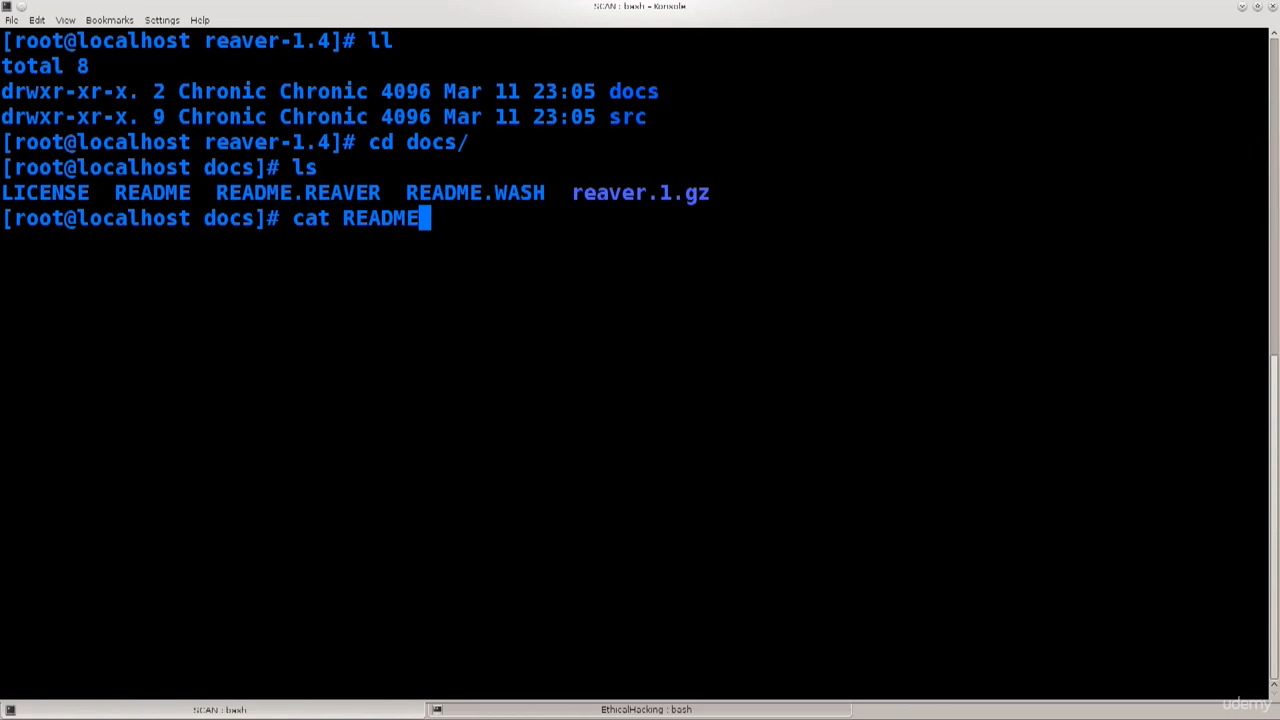 SCAN : bash – Konsole
File Edit View Bookmarks Settings Help
[root@localhost reaver-1.4]# ll
total 8
drwxr-xr-x. 2 Chronic Chronic 4096 Mar 11 23:05 docs
drwxr-xr-x. 9 Chronic Chronic 4096 Mar 11 23:05 src
[root@localhost reaver-1.4]# cd docs/
[root@localhost docs]# ls
LICENSE README README.REAVER README.WASH reaver.1.gz
[root@localhost docs]# cat README
SCAN : bash EthicalHacking : bash
udemy